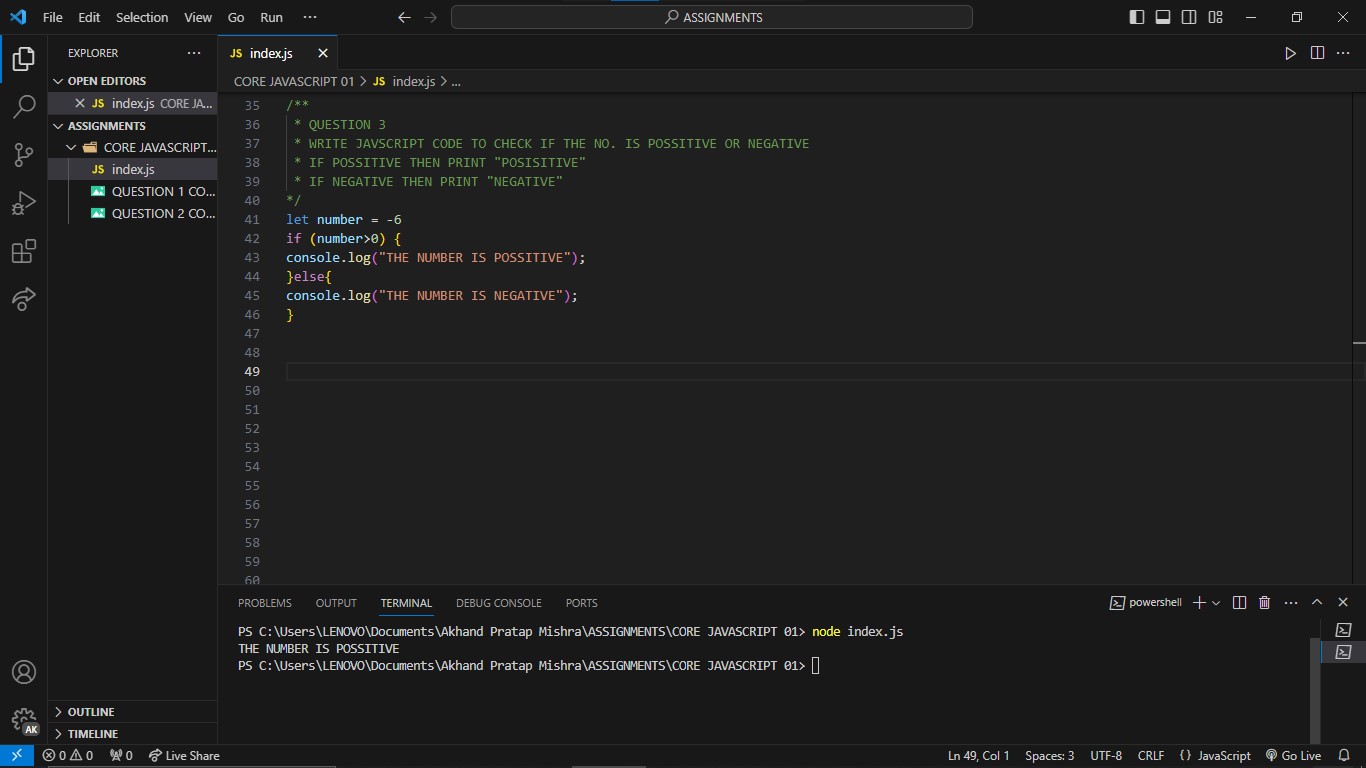 File Edit Selection View Go Run ···
ASSIGNMENTS
EXPLORER ···
OPEN EDITORS
JS index.js CORE JA...
ASSIGNMENTS
CORE JAVASCRIPT...
JS index.js
QUESTION 1 CO...
QUESTION 2 CO...
OUTLINE
TIMELINE
JS index.js
CORE JAVASCRIPT 01 > JS index.js > ...
35 /**
36 * QUESTION 3
37 * WRITE JAVSCRIPT CODE TO CHECK IF THE NO. IS POSSITIVE OR NEGATIVE
38 * IF POSSITIVE THEN PRINT "POSISITIVE"
39 * IF NEGATIVE THEN PRINT "NEGATIVE"
40 */
41 let number = -6
42 if (number>0) {
43 console.log("THE NUMBER IS POSSITIVE");
44 }else{
45 console.log("THE NUMBER IS NEGATIVE");
46 }
47
48
49
50
51
52
53
54
55
56
57
58
59
60
PROBLEMS OUTPUT TERMINAL DEBUG CONSOLE PORTS
powershell
PS C:\Users\LENOVO\Documents\Akhand Pratap Mishra\ASSIGNMENTS\CORE JAVASCRIPT 01> node index.js
THE NUMBER IS POSSITIVE
PS C:\Users\LENOVO\Documents\Akhand Pratap Mishra\ASSIGNMENTS\CORE JAVASCRIPT 01>
AK
0 0 0 Live Share
Ln 49, Col 1 Spaces: 3 UTF-8 CRLF {} JavaScript Go Live